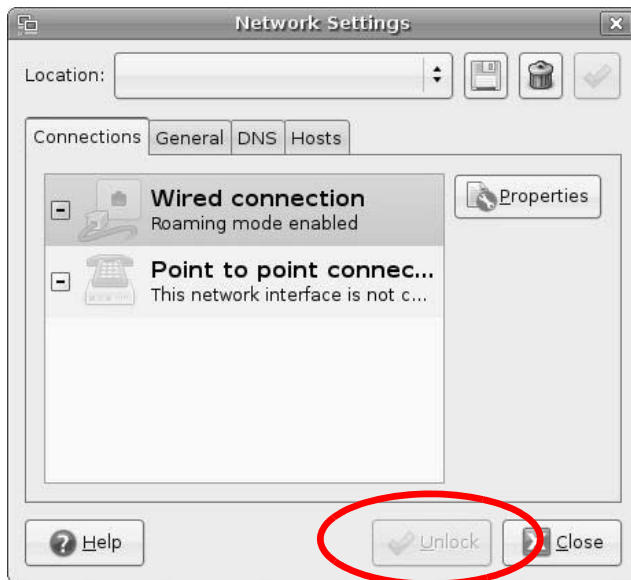 Network Settings
Location:
Connections General DNS Hosts
Wired connection
Roaming mode enabled
Properties
Point to point connec...
This network interface is not c...
Help Unlock Close